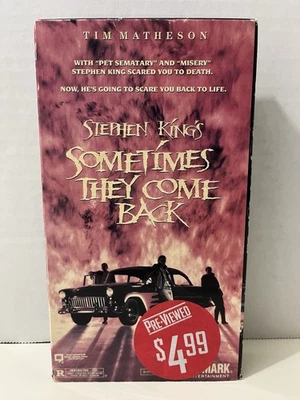 TIM MATHESON
WITH "PET SEMATARY" AND "MISERY"
STEPHEN KING SCARED YOU TO DEATH.
NOW, HE'S GOING TO SCARE YOU BACK TO LIFE.
STEPHEN KING'S
SOMETIMES
THEY COME
BACK
PRE-VIEWED
$4.99
R
MARK
ENTERTAINMENT